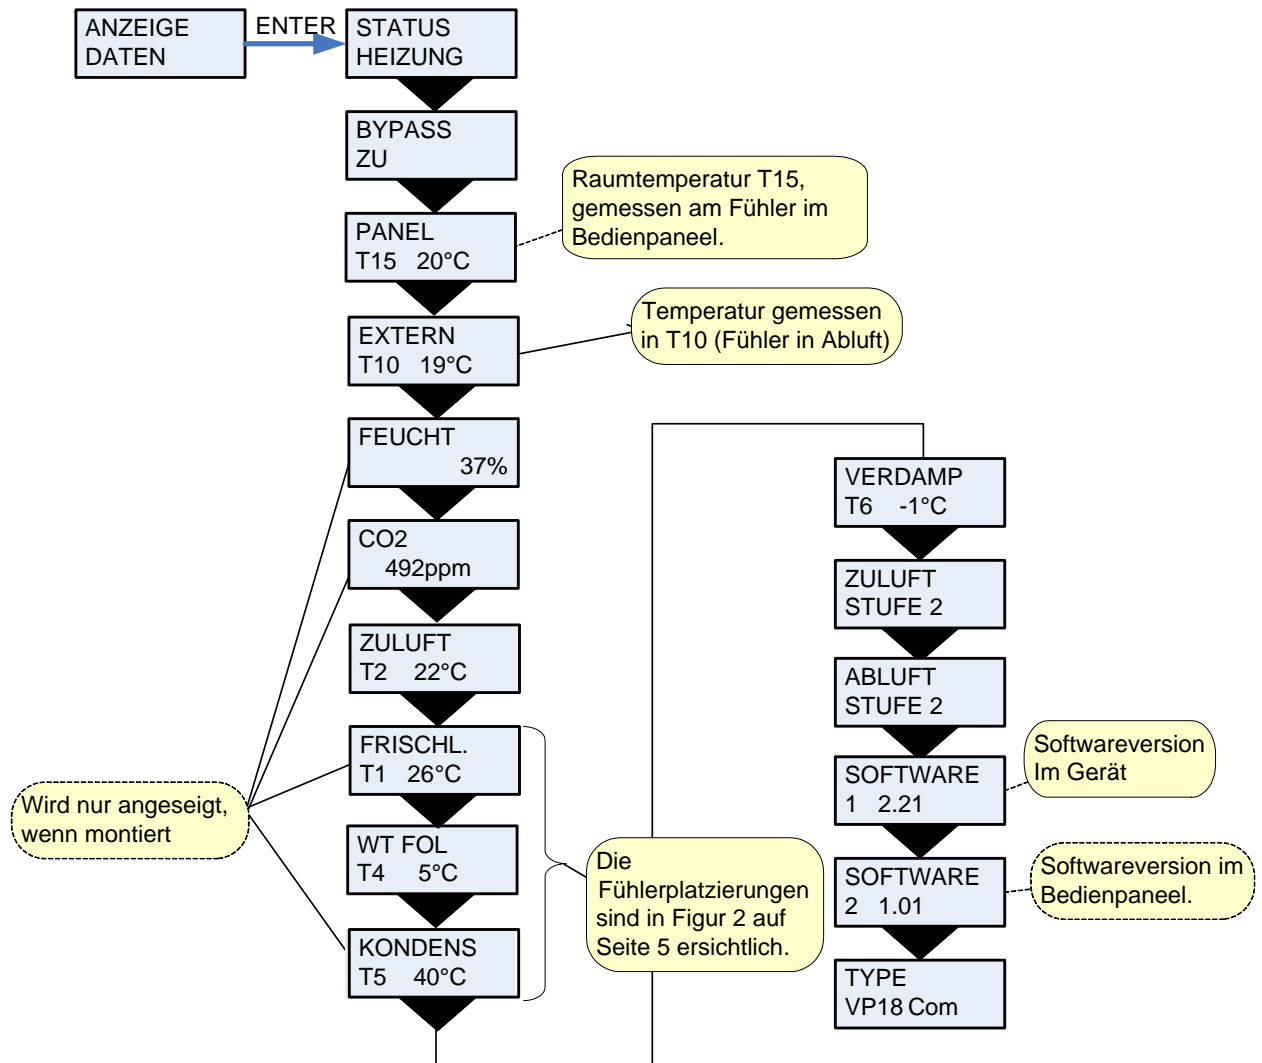 ANZEIGE
DATEN
ENTER
STATUS
HEIZUNG
BYPASS
ZU
PANEL
T15 20°C
Raumtemperatur T15,
gemessen am Fühler im
Bedienpaneel.
EXTERN
T10 19°C
Temperatur gemessen
in T10 (Fühler in Abluft)
FEUCHT
37%
CO2
492ppm
ZULUFT
T2 22°C
FRISCHL.
T1 26°C
WT FOL
T4 5°C
KONDENS
T5 40°C
Wird nur angeseigt,
wenn montiert
Die
Fühlerplatzierungen
sind in Figur 2 auf
Seite 5 ersichtlich.
VERDAMP
T6 -1°C
ZULUFT
STUFE 2
ABLUFT
STUFE 2
SOFTWARE
1 2.21
Softwareversion
Im Gerät
SOFTWARE
2 1.01
Softwareversion im
Bedienpaneel.
TYPE
VP18 Com